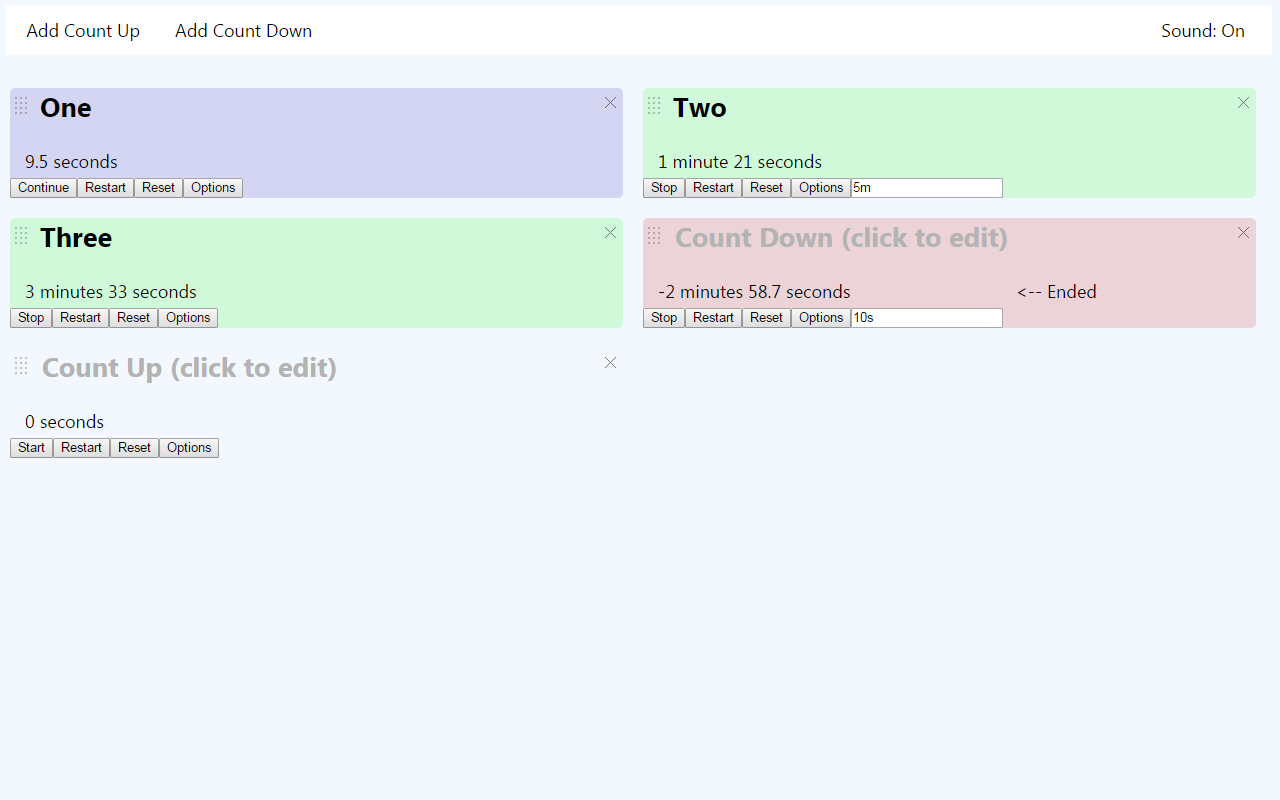 Add Count Up Add Count Down Sound: On
One
9.5 seconds
Continue Restart Reset Options
Two
1 minute 21 seconds
Stop Restart Reset Options 5m
Three
3 minutes 33 seconds
Stop Restart Reset Options
Count Down (click to edit)
-2 minutes 58.7 seconds <-- Ended
Stop Restart Reset Options 10s
Count Up (click to edit)
0 seconds
Start Restart Reset Options